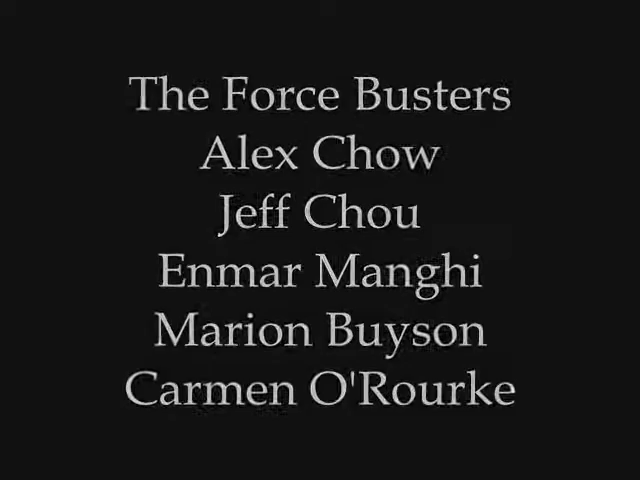 The Force Busters
Alex Chow
Jeff Chou
Enmar Manghi
Marion Buyson
Carmen O'Rourke